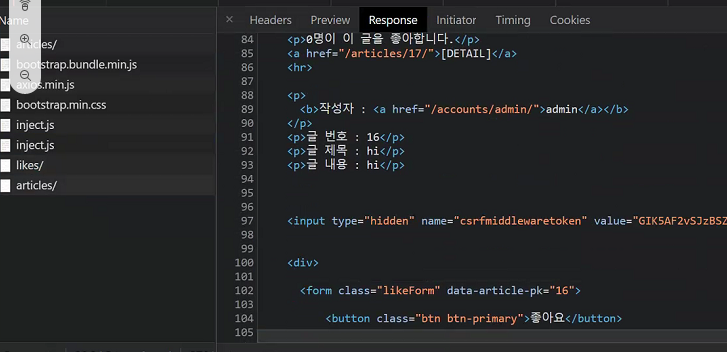 Name
articles/
bootstrap.bundle.min.js
axios.min.js
bootstrap.min.css
inject.js
inject.js
likes/
articles/
× Headers Preview Response Initiator Timing Cookies
84 <p>0명이 이 글을 좋아합니다.</p>
85 <a href="/articles/17/">[DETAIL]</a>
86 <hr>
87
88 <p>
89 <b>작성자 : <a href="/accounts/admin/">admin</a></b>
90 </p>
91 <p>글 번호 : 16</p>
92 <p>글 제목 : hi</p>
93 <p>글 내용 : hi</p>
94
95
96
97 <input type="hidden" name="csrfmiddlewaretoken" value="GIK5AF2vSJzBSZ
98
99
100 <div>
101
102 <form class="likeForm" data-article-pk="16">
103
104 <button class="btn btn-primary">좋아요</button>
105